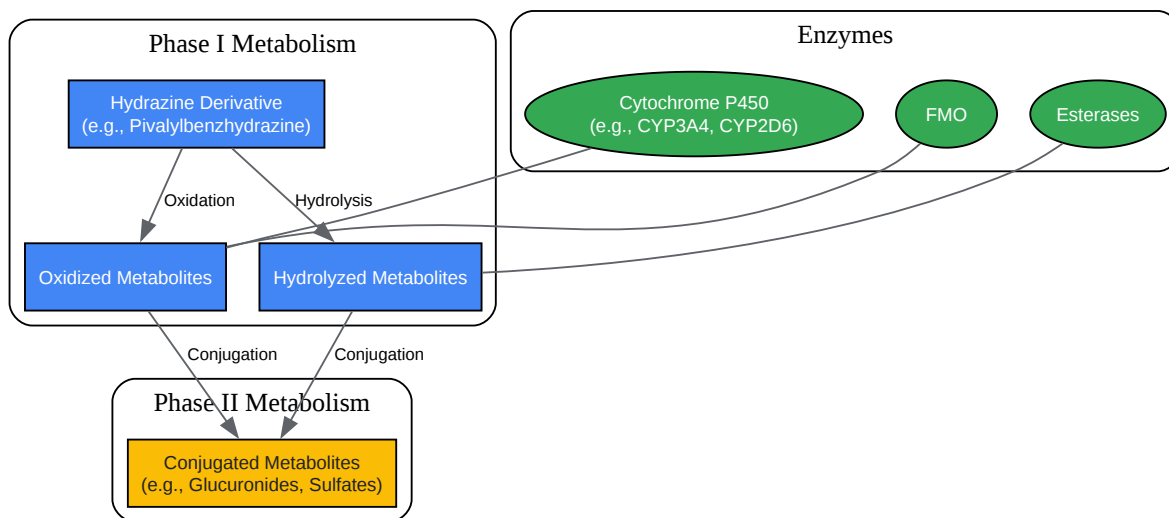 Phase I Metabolism
Enzymes
Hydrazine Derivative
(e.g., Pivalylbenzhydrazine)
Cytochrome P450
(e.g., CYP3A4, CYP2D6)
FMO
Esterases
Oxidation
Hydrolysis
Oxidized Metabolites
Hydrolyzed Metabolites
Conjugation
Conjugation
Phase II Metabolism
Conjugated Metabolites
(e.g., Glucuronides, Sulfates)